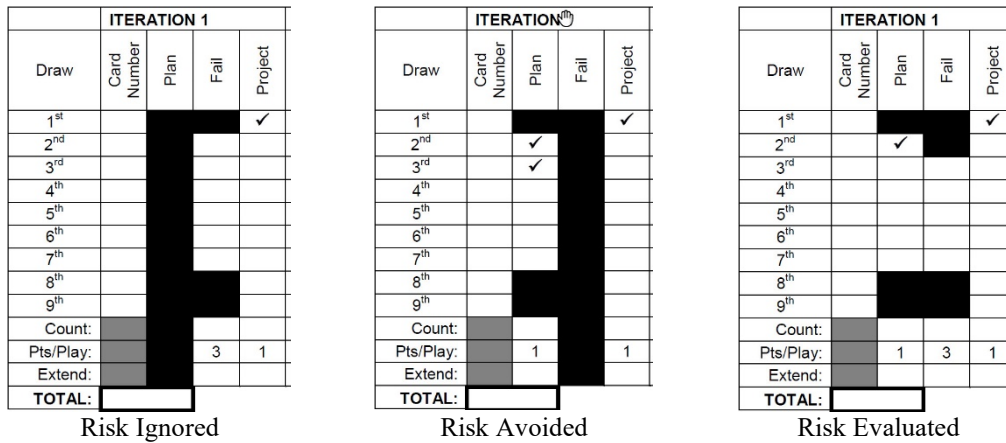 ITERATION 1
Draw Card Number Plan Fail Project
1st ✓
2nd
3rd
4th
5th
6th
7th
8th
9th
Count:
Pts/Play: 3 1
Extend:
TOTAL:
Risk Ignored
ITERATION
Draw Card Number Plan Fail Project
1st ✓
2nd ✓
3rd ✓
4th
5th
6th
7th
8th
9th
Count:
Pts/Play: 1 1
Extend:
TOTAL:
Risk Avoided
ITERATION 1
Draw Card Number Plan Fail Project
1st ✓
2nd ✓
3rd
4th
5th
6th
7th
8th
9th
Count:
Pts/Play: 1 3 1
Extend:
TOTAL:
Risk Evaluated